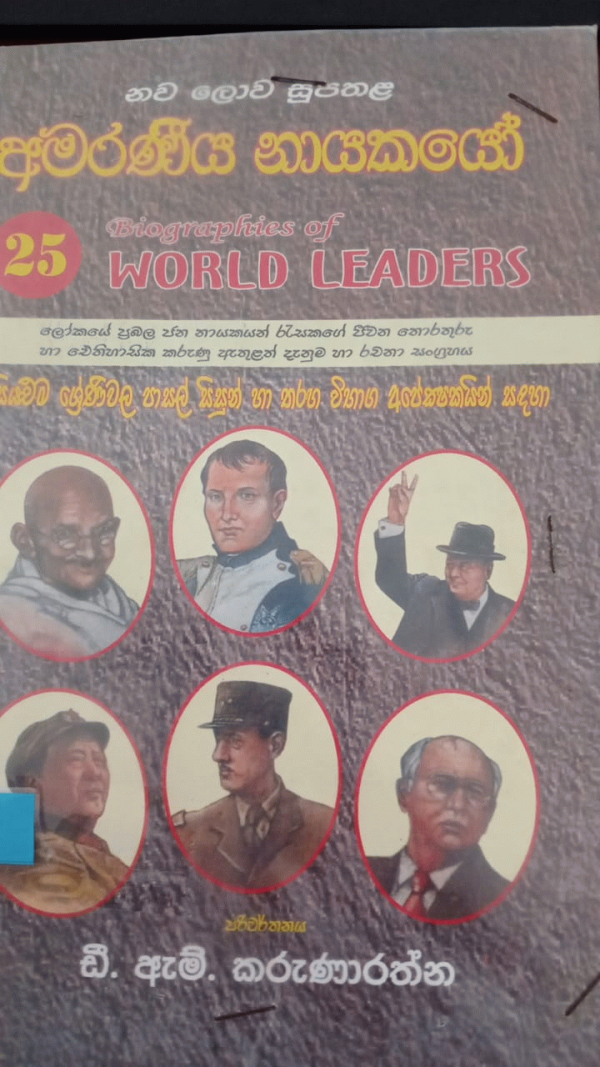 නව ලොව සුපතළ
අමරණීය නායකයෝ
25
Biographies of
WORLD LEADERS
ලෝකයේ ප්‍රබල ජන නායකයන් රැසකගේ ජීවන තොරතුරු
හා ඓතිහාසික කරුණු ඇතුළත් දැනුම හා රචනා සංග්‍රහය
ශ්‍රේණිවල පාසල් සිසුන් හා තරග විභාග අපේක්ෂකයින් සඳහා
පරිවර්තනය
ඩී. ඇම්. කරුණාරත්න